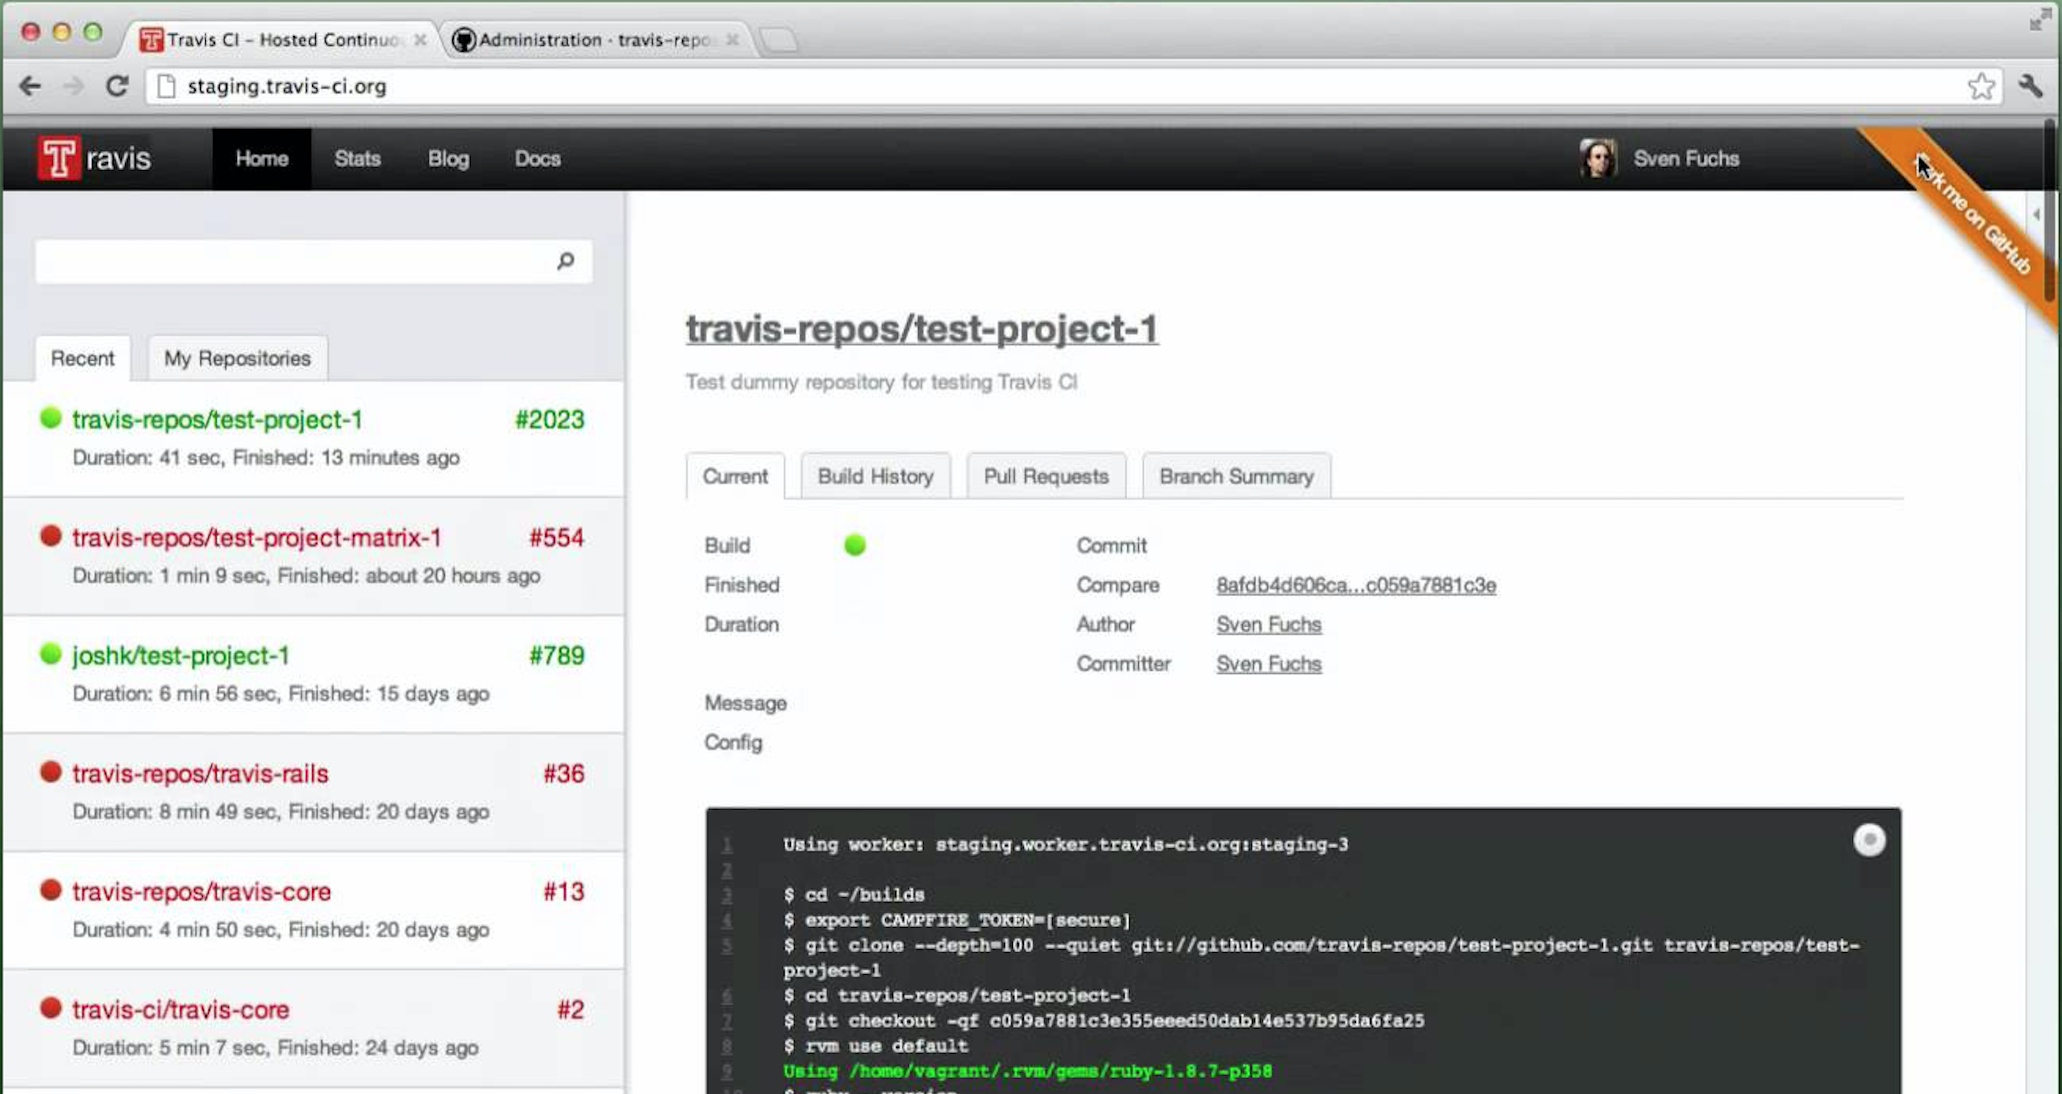 Travis CI – Hosted Continuo
Administration · travis-repo
staging.travis-ci.org
Travis
Home
Stats
Blog
Docs
Sven Fuchs
me on GitHub
Recent
My Repositories
travis-repos/test-project-1 #2023
Duration: 41 sec, Finished: 13 minutes ago
travis-repos/test-project-matrix-1 #554
Duration: 1 min 9 sec, Finished: about 20 hours ago
joshk/test-project-1 #789
Duration: 6 min 56 sec, Finished: 15 days ago
travis-repos/travis-rails #36
Duration: 8 min 49 sec, Finished: 20 days ago
travis-repos/travis-core #13
Duration: 4 min 50 sec, Finished: 20 days ago
travis-ci/travis-core #2
Duration: 5 min 7 sec, Finished: 24 days ago
travis-repos/test-project-1
Test dummy repository for testing Travis CI
Current
Build History
Pull Requests
Branch Summary
Build
Finished
Duration
Commit
Compare 8afdb4d606ca...c059a7881c3e
Author Sven Fuchs
Committer Sven Fuchs
Message
Config
1 Using worker: staging.worker.travis-ci.org:staging-3
2
3 $ cd ~/builds
4 $ export CAMPFIRE_TOKEN=[secure]
5 $ git clone --depth=100 --quiet git://github.com/travis-repos/test-project-1.git travis-repos/test-
project-1
6 $ cd travis-repos/test-project-1
7 $ git checkout -qf c059a7881c3e355eeed50dab14e537b95da6fa25
8 $ rvm use default
9 Using /home/vagrant/.rvm/gems/ruby-1.8.7-p358